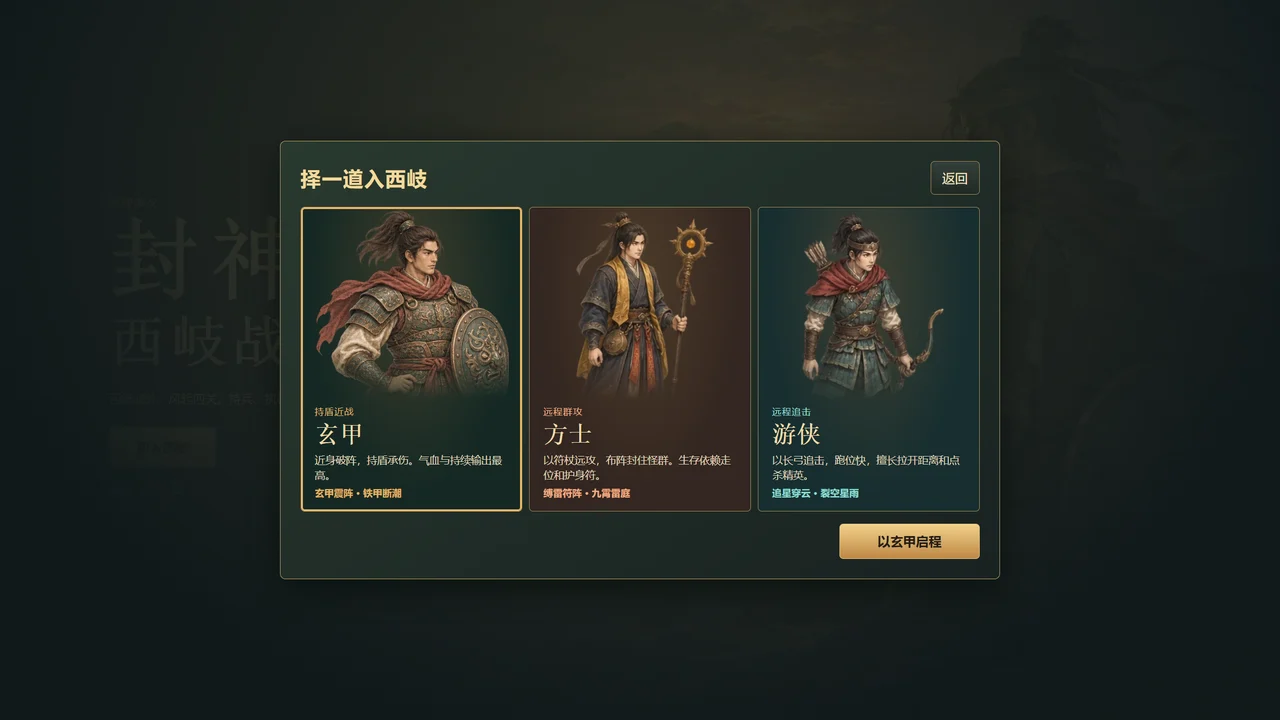 择一道入西岐
返回
封神
西岐战
持盾近战
玄甲
近身破阵，持盾承伤。气血与持续输出最
高。
玄甲震阵·铁甲断潮
远程群攻
方士
以符杖远攻，布阵封住怪群。生存依赖走
位和护身符。
缚雷符阵·九霄雷庭
远程追击
游侠
以长弓追击，跑位快，擅长拉开距离和点
杀精英。
追星穿云·裂空星雨
以玄甲启程